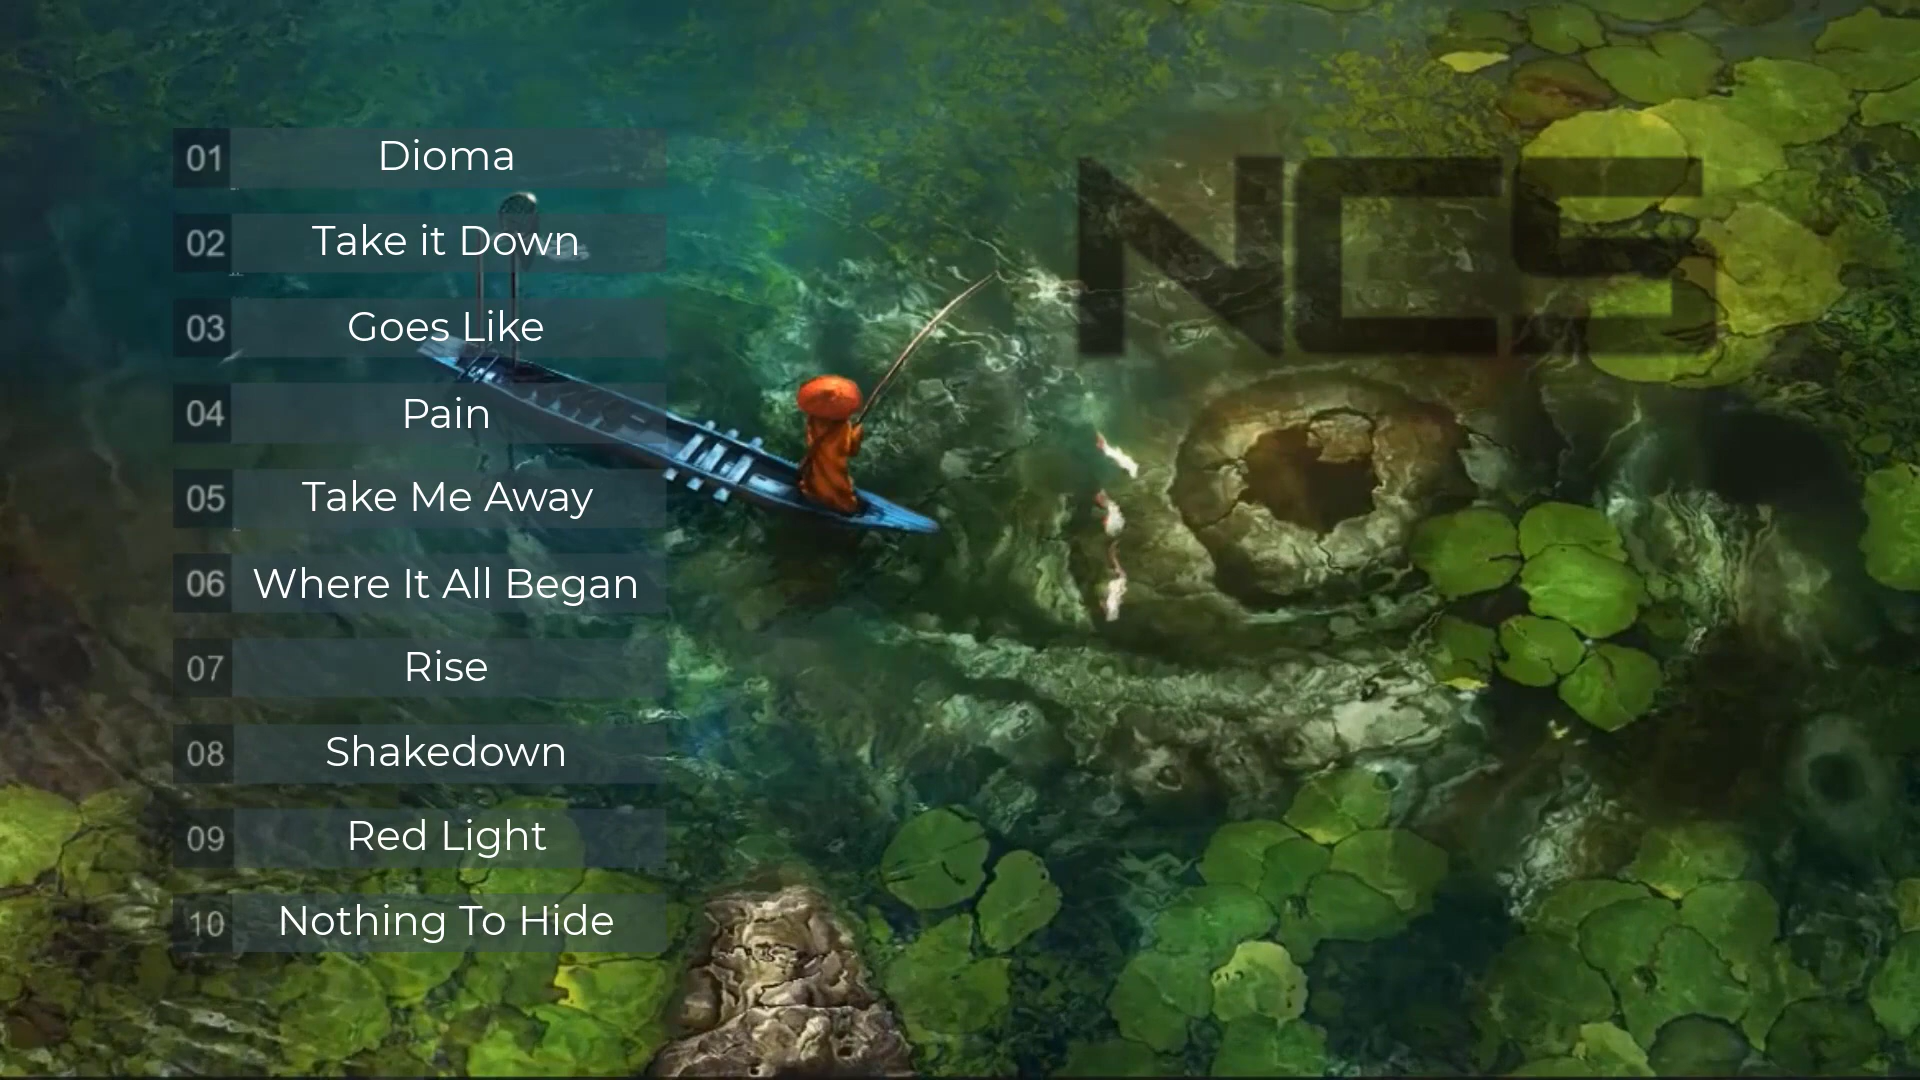 NCS
01 Dioma
02 Take it Down
03 Goes Like
04 Pain
05 Take Me Away
06 Where It All Began
07 Rise
08 Shakedown
09 Red Light
10 Nothing To Hide